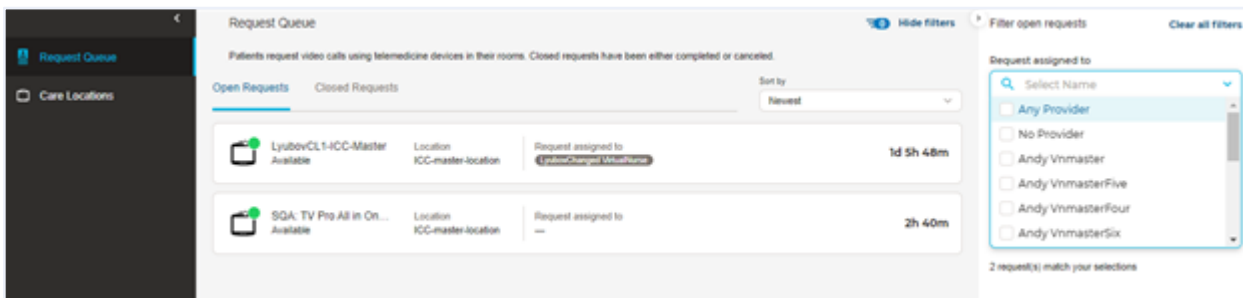 Request Queue
Care Locations
Request Queue
Hide filters
Patients request video calls using telemedicine devices in their rooms. Closed requests have been either completed or canceled.
Open Requests
Closed Requests
Sort by
Newest
LyubovCL1-ICC-Master
Available
Location
ICC-master-location
Request assigned to
LyubovChanged VirtualNurse
1d 5h 48m
SQA: TV Pro All in On...
Available
Location
ICC-master-location
Request assigned to
—
2h 40m
Filter open requests
Clear all filters
Request assigned to
Select Name
Any Provider
No Provider
Andy Vnmaster
Andy VnmasterFive
Andy VnmasterFour
Andy VnmasterSix
2 request(s) match your selections